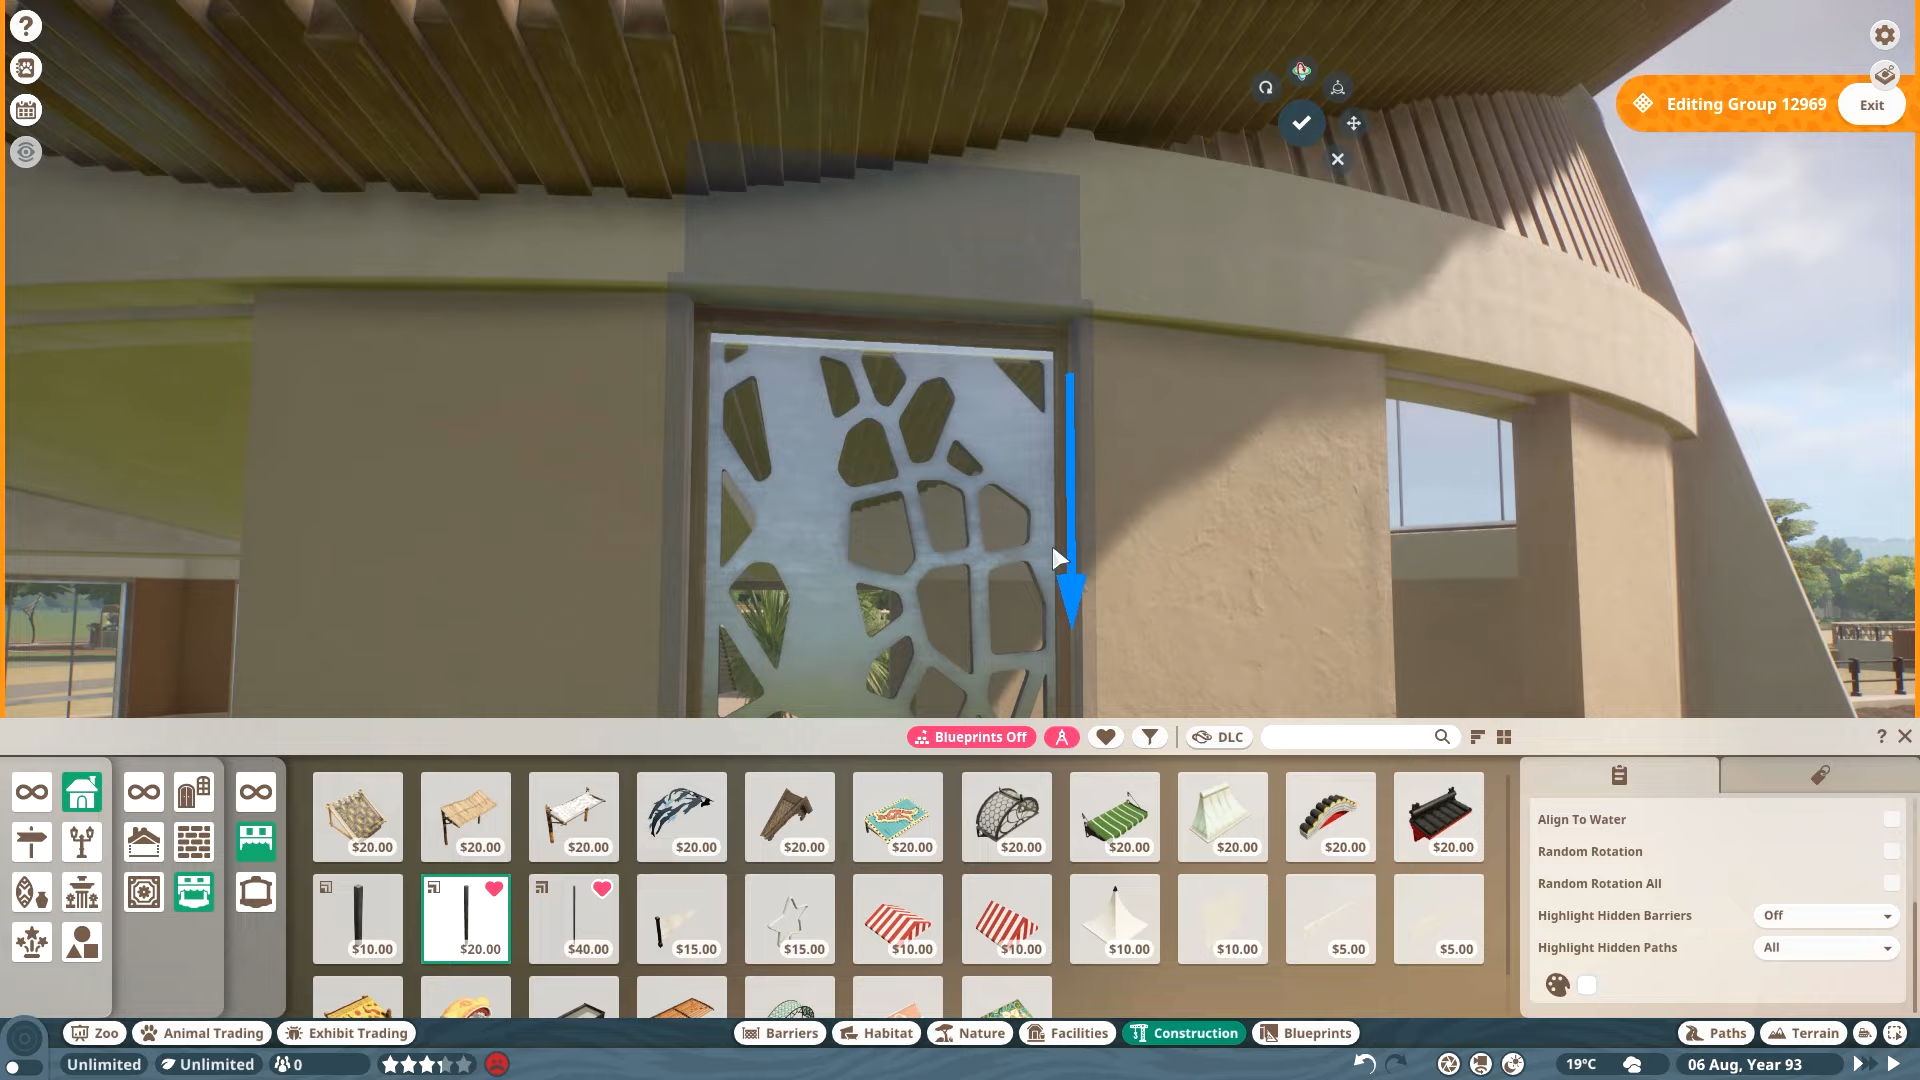 Editing Group 12969 Exit
Blueprints Off DLC
$20.00 $20.00 $20.00 $20.00 $20.00 $20.00 $20.00 $20.00 $20.00 $20.00 $20.00
$10.00 $20.00 $40.00 $15.00 $15.00 $10.00 $10.00 $10.00 $10.00 $5.00 $5.00
Align To Water
Random Rotation
Random Rotation All
Highlight Hidden Barriers Off
Highlight Hidden Paths All
Zoo Animal Trading Exhibit Trading Barriers Habitat Nature Facilities Construction Blueprints Paths Terrain
Unlimited Unlimited 0 19°C 06 Aug, Year 93